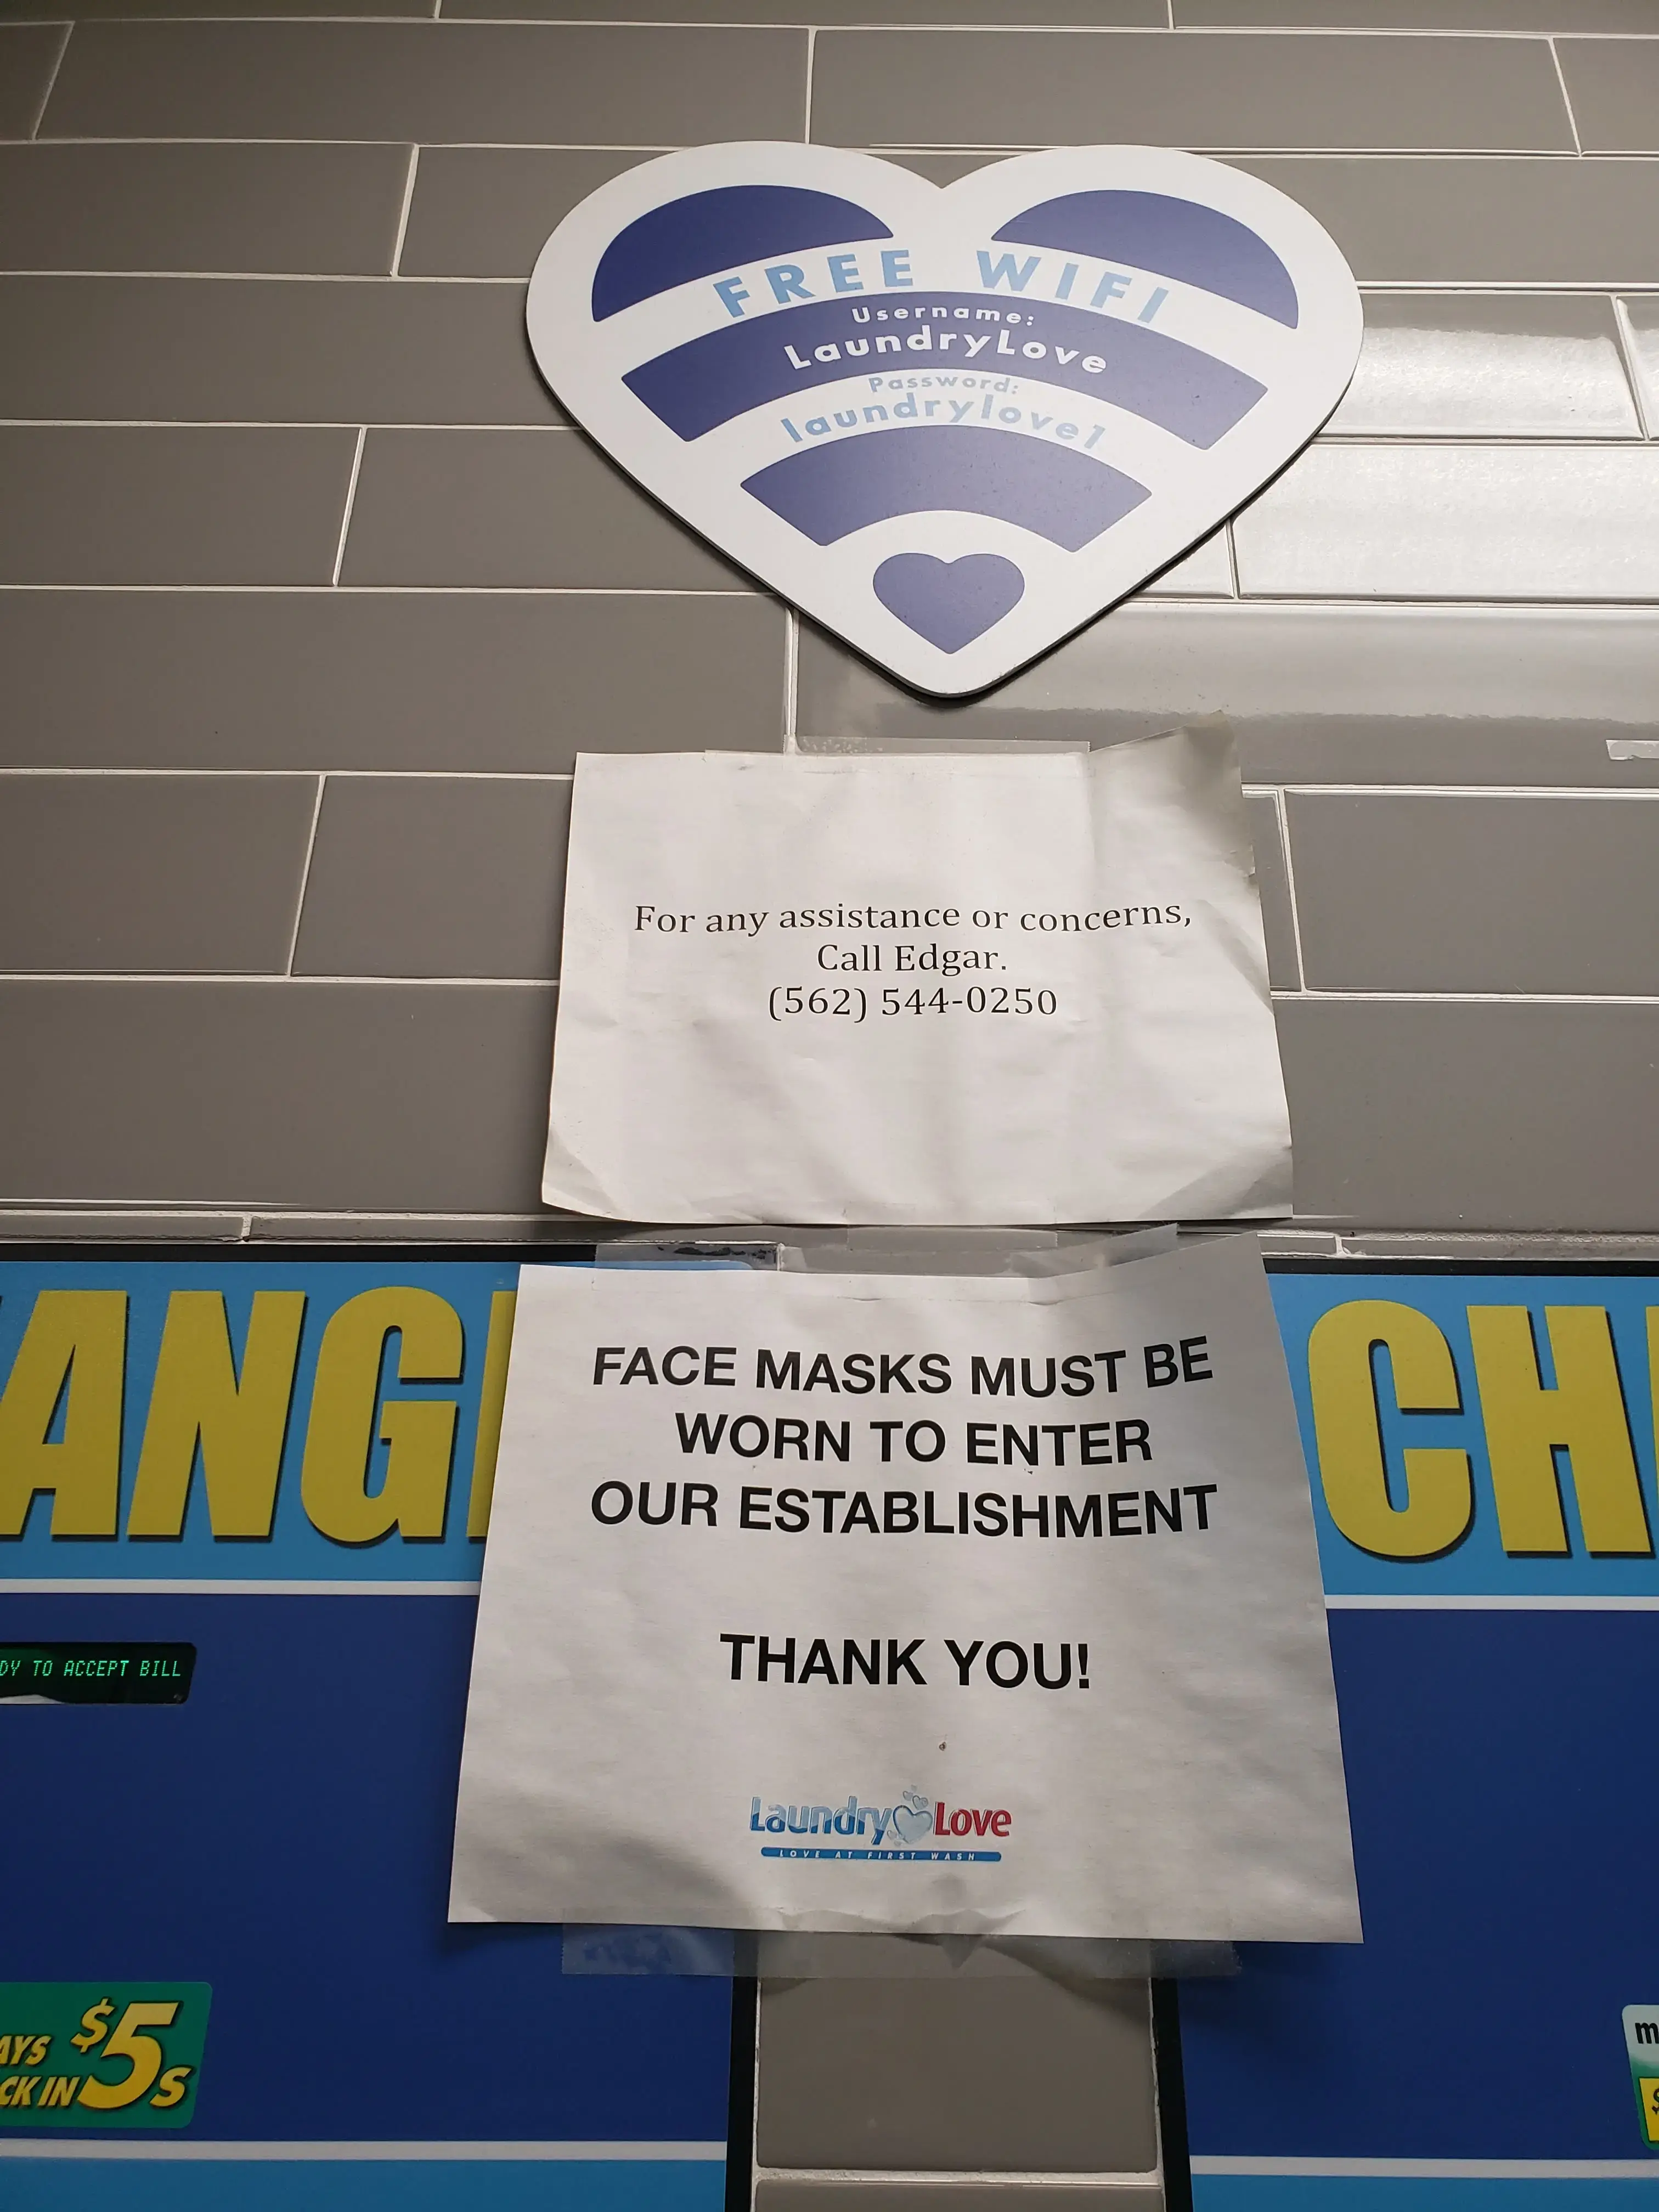 FREE WIFI
Username:
LaundryLove
Password:
laundrylove1
For any assistance or concerns,
Call Edgar.
(562) 544-0250
FACE MASKS MUST BE
WORN TO ENTER
OUR ESTABLISHMENT
THANK YOU!
Laundry Love
LOVE AT FIRST WASH
ANG
CH
DY TO ACCEPT BILL
AYS $5s
CK IN
m
$